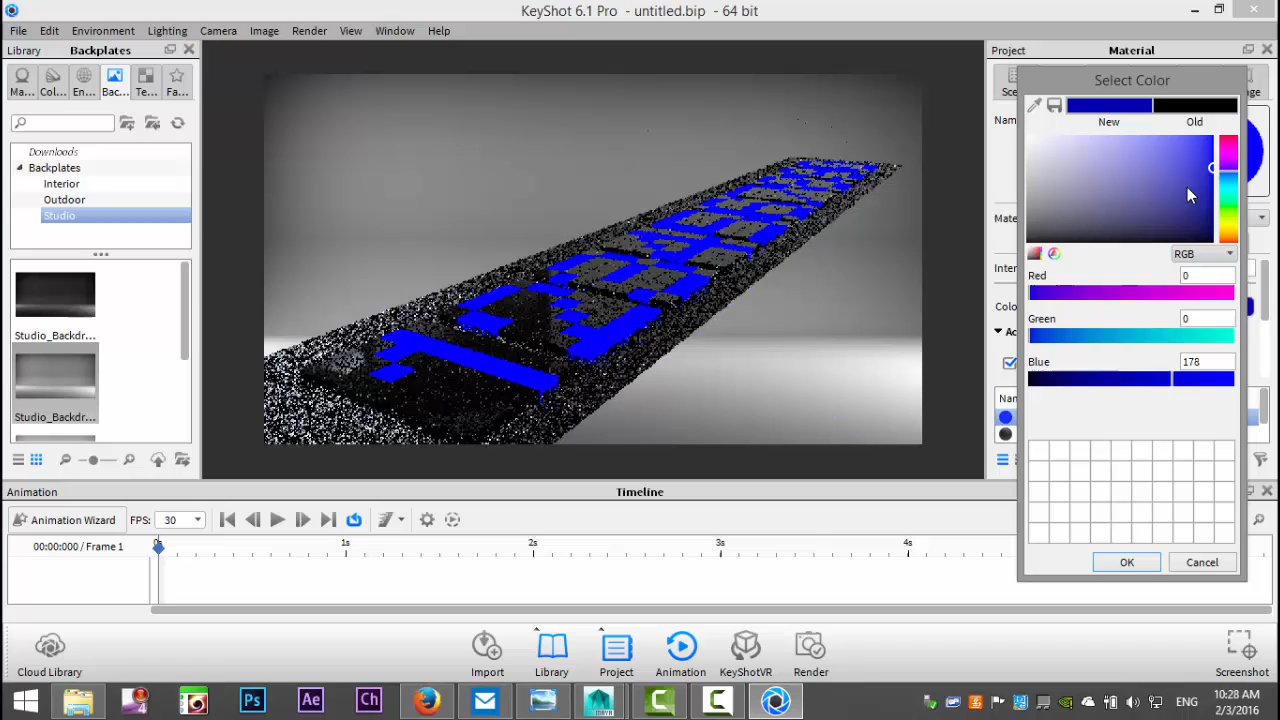 KeyShot 6.1 Pro - untitled.bip - 64 bit
File Edit Environment Lighting Camera Image Render View Window Help
Library Backplates
Project Material
Ma... Col... En... Bac... Te... Fa...
Select Color
New Old
Downloads
Backplates
Interior
Outdoor
Studio
RGB
Red 0
Green 0
Blue 178
Studio_Backdr...
Studio_Backdr...
OK Cancel
Animation Timeline
Animation Wizard FPS: 30
00:00:000 / Frame 1 0s 1s 2s 3s 4s
Cloud Library Import Library Project Animation KeyShotVR Render Screenshot
Ps Ae Ch MAYA C C ENG
10:28 AM
2/3/2016